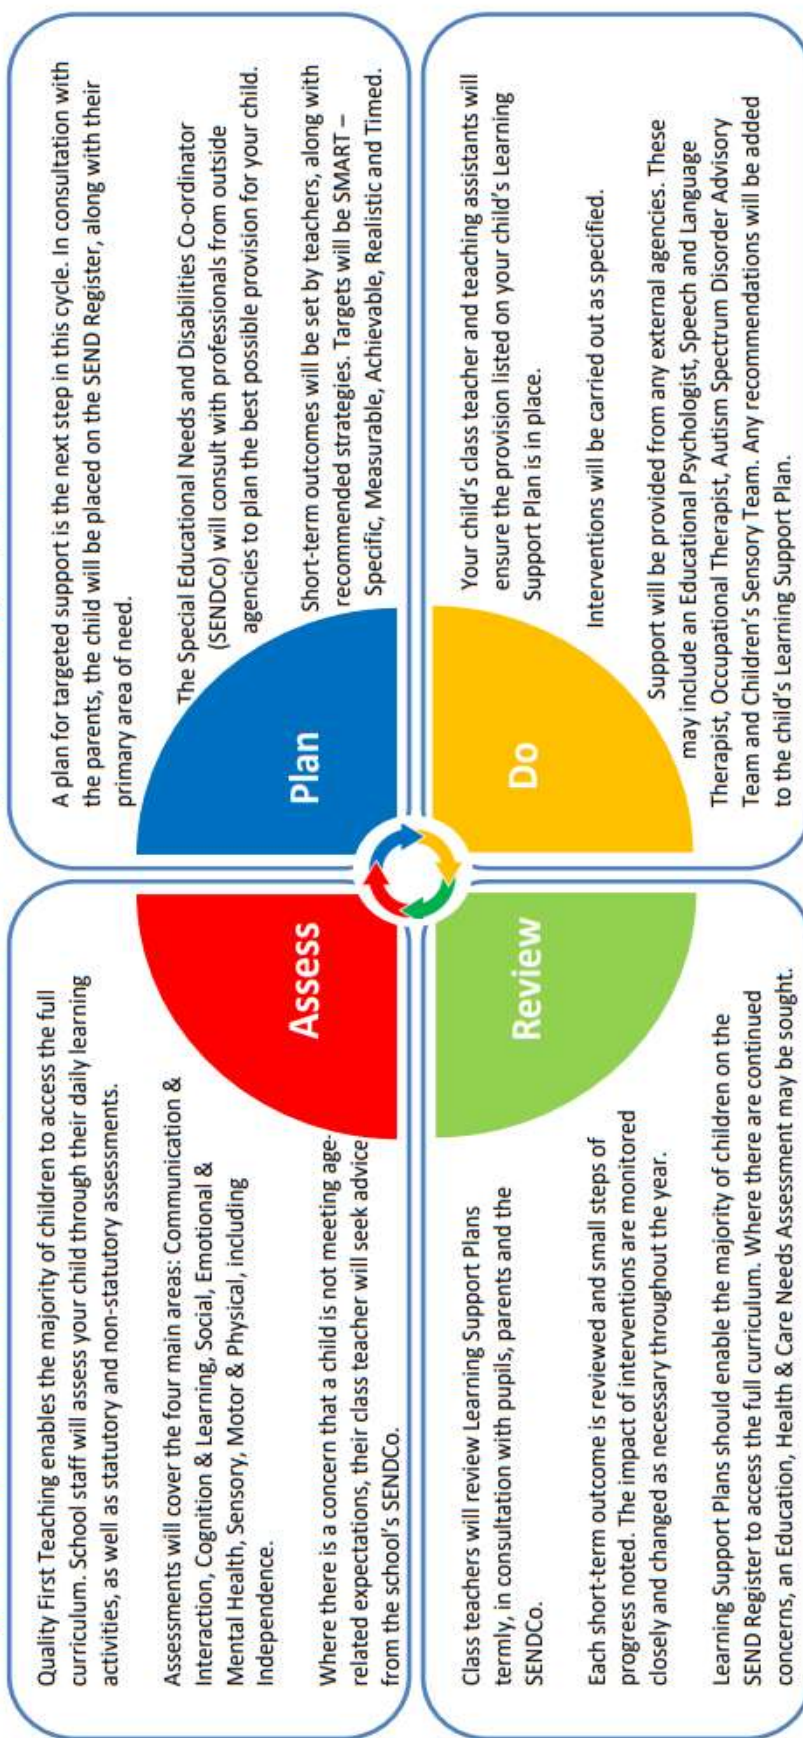 Quality First Teaching enables the majority of children to access the full
curriculum. School staff will assess your child through their daily learning
activities, as well as statutory and non-statutory assessments.
Assessments will cover the four main areas: Communication &
Interaction, Cognition & Learning, Social, Emotional &
Mental Health, Sensory, Motor & Physical, including
Independence.
Where there is a concern that a child is not meeting age-
related expectations, their class teacher will seek advice
from the school's SENDCo.
Assess
A plan for targeted support is the next step in this cycle. In consultation with
the parents, the child will be placed on the SEND Register, along with their
primary area of need.
The Special Educational Needs and Disabilities Co-ordinator
(SENDCo) will consult with professionals from outside
agencies to plan the best possible provision for your child.
Short-term outcomes will be set by teachers, along with
recommended strategies. Targets will be SMART –
Specific, Measurable, Achievable, Realistic and Timed.
Plan
Review
Class teachers will review Learning Support Plans
termly, in consultation with pupils, parents and the
SENDCo.
Each short-term outcome is reviewed and small steps of
progress noted. The impact of interventions are monitored
closely and changed as necessary throughout the year.
Learning Support Plans should enable the majority of children on the
SEND Register to access the full curriculum. Where there are continued
concerns, an Education, Health & Care Needs Assessment may be sought.
Do
Your child's class teacher and teaching assistants will
ensure the provision listed on your child's Learning
Support Plan is in place.
Interventions will be carried out as specified.
Support will be provided from any external agencies. These
may include an Educational Psychologist, Speech and Language
Therapist, Occupational Therapist, Autism Spectrum Disorder Advisory
Team and Children's Sensory Team. Any recommendations will be added
to the child's Learning Support Plan.